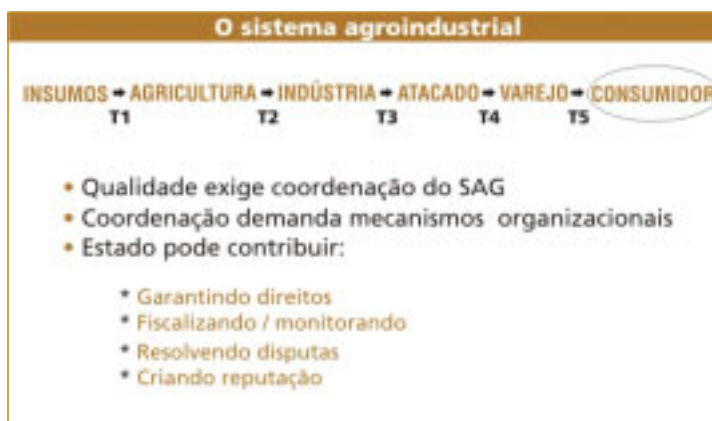 O sistema agroindustrial
INSUMOS ➡ AGRICULTURA ➡ INDÚSTRIA ➡ ATACADO ➡ VAREJO ➡ CONSUMIDOR
T1 T2 T3 T4 T5
• Qualidade exige coordenação do SAG
• Coordenação demanda mecanismos organizacionais
• Estado pode contribuir:
* Garantindo direitos
* Fiscalizando / monitorando
* Resolvendo disputas
* Criando reputação